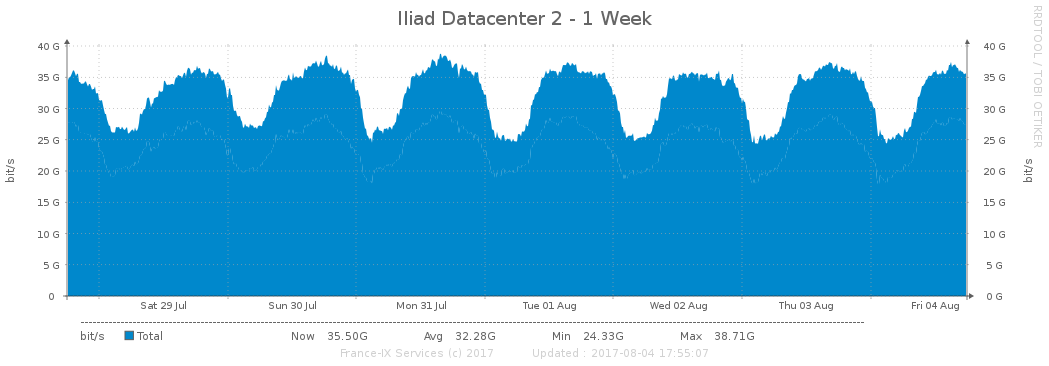 Iliad Datacenter 2 - 1 Week
RRDTOOL / TOBI OETIKER
40 G 40 G
35 G 35 G
30 G 30 G
25 G 25 G
20 G 20 G
15 G 15 G
10 G 10 G
5 G 5 G
0 0 G
bit/s bit/s
Sat 29 Jul Sun 30 Jul Mon 31 Jul Tue 01 Aug Wed 02 Aug Thu 03 Aug Fri 04 Aug
bit/s Total Now 35.50G Avg 32.28G Min 24.33G Max 38.71G
France-IX Services (c) 2017 Updated : 2017-08-04 17:55:07